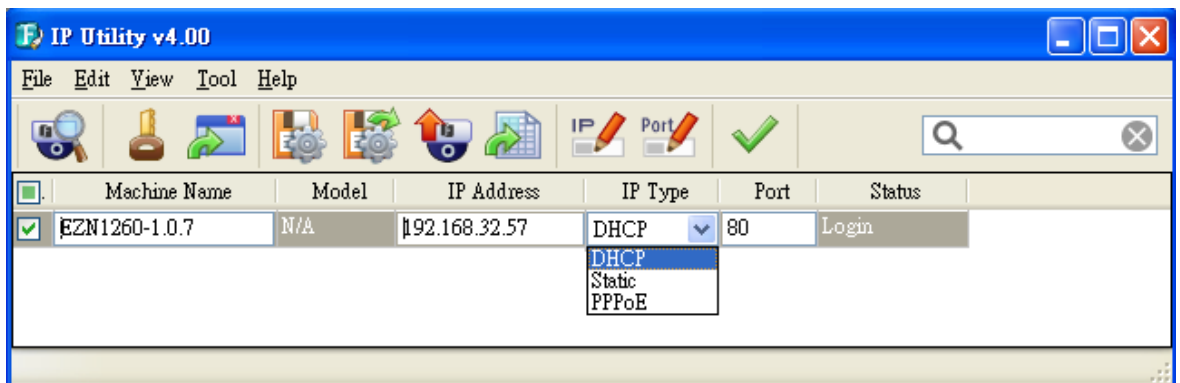 IP Utility v4.00
File Edit View Tool Help
IP Port
Machine Name Model IP Address IP Type Port Status
EZN1260-1.0.7 N/A 192.168.32.57 DHCP 80 Login
DHCP
Static
PPPoE